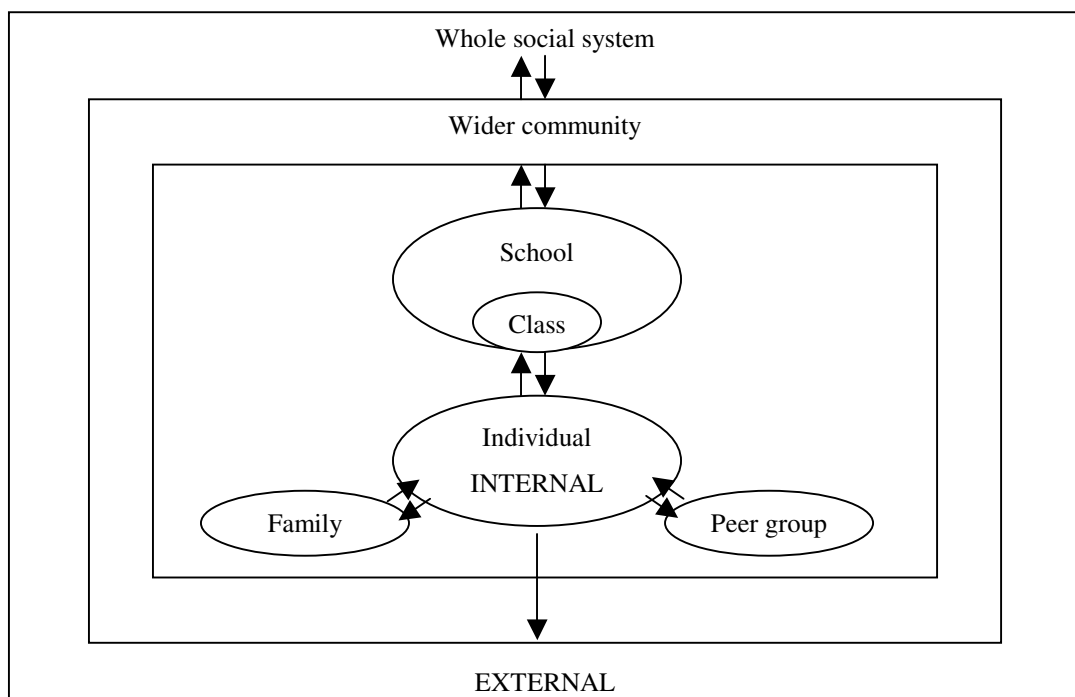 Whole social system
Wider community
School
Class
Individual
INTERNAL
Family
Peer group
EXTERNAL